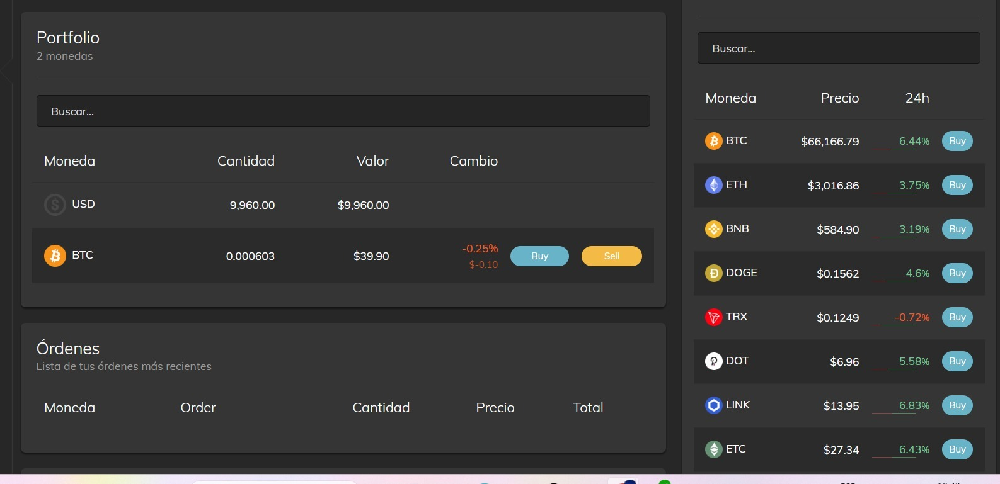 Portfolio
2 monedas
Buscar...
Moneda Cantidad Valor Cambio
USD 9,960.00 $9,960.00
BTC 0.000603 $39.90 -0.25% Buy Sell
$-0.10
Órdenes
Lista de tus órdenes más recientes
Moneda Order Cantidad Precio Total
Buscar...
Moneda Precio 24h
BTC $66,166.79 6.44% Buy
ETH $3,016.86 3.75% Buy
BNB $584.90 3.19% Buy
DOGE $0.1562 4.6% Buy
TRX $0.1249 -0.72% Buy
DOT $6.96 5.58% Buy
LINK $13.95 6.83% Buy
ETC $27.34 6.43% Buy